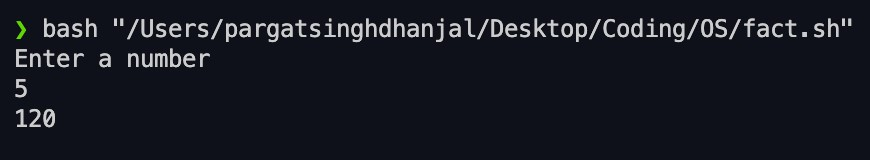 ❯ bash "/Users/pargatsinghdhanjal/Desktop/Coding/OS/fact.sh"
Enter a number
5
120